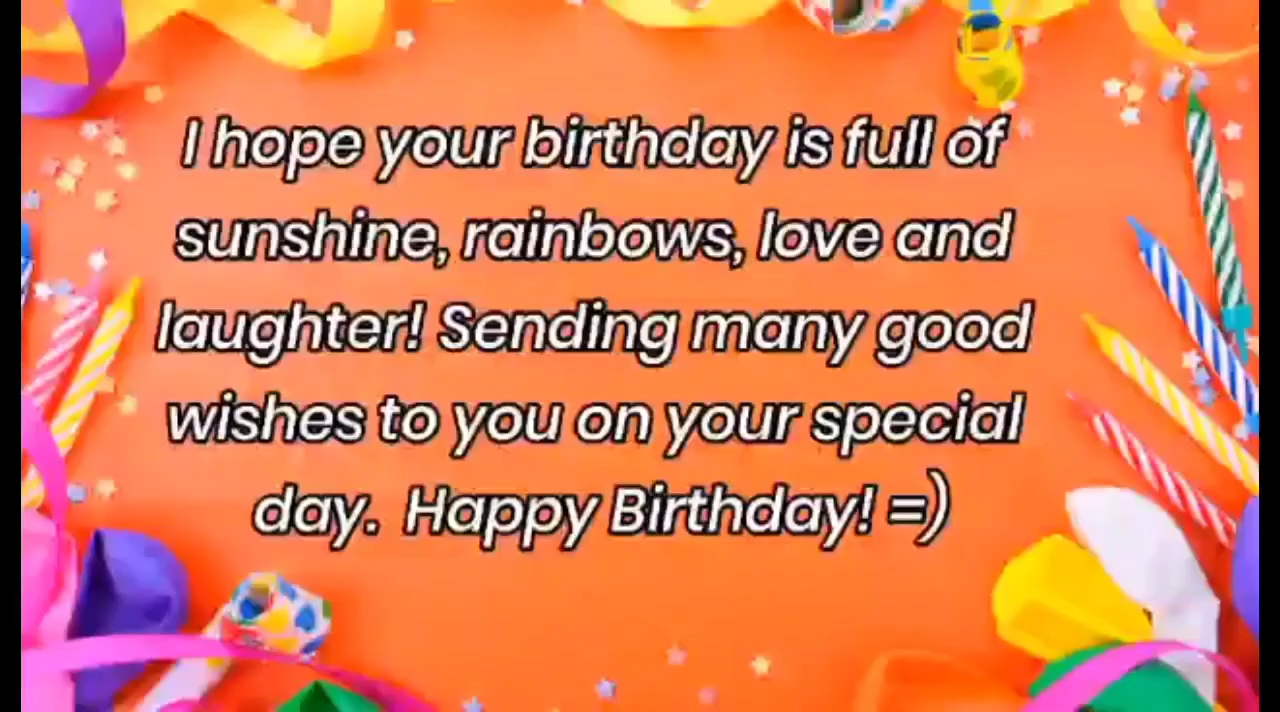 I hope your birthday is full of
sunshine, rainbows, love and
laughter! Sending many good
wishes to you on your special
day. Happy Birthday! =)